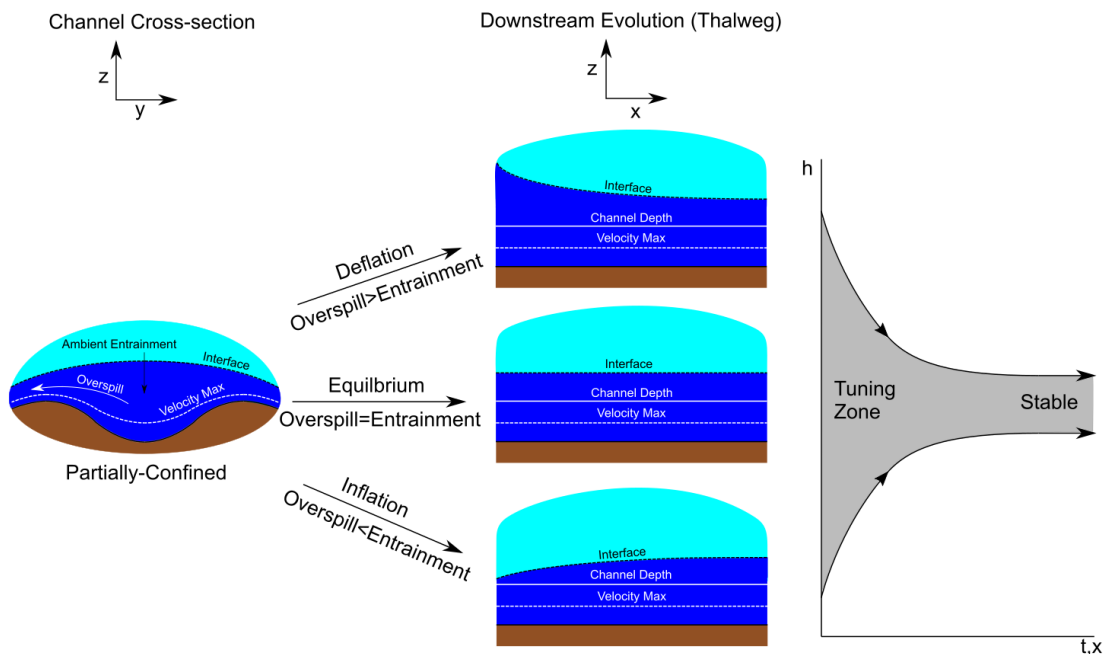 Channel Cross-section
z
y
Ambient Entrainment
Interface
Overspill
Velocity Max
Partially-Confined
Deflation
Overspill>Entrainment
Equilbrium
Overspill=Entrainment
Inflation
Overspill<Entrainment
Downstream Evolution (Thalweg)
z
x
Interface
Channel Depth
Velocity Max
Interface
Channel Depth
Velocity Max
Interface
Channel Depth
Velocity Max
h
Tuning
Zone
Stable
t,x